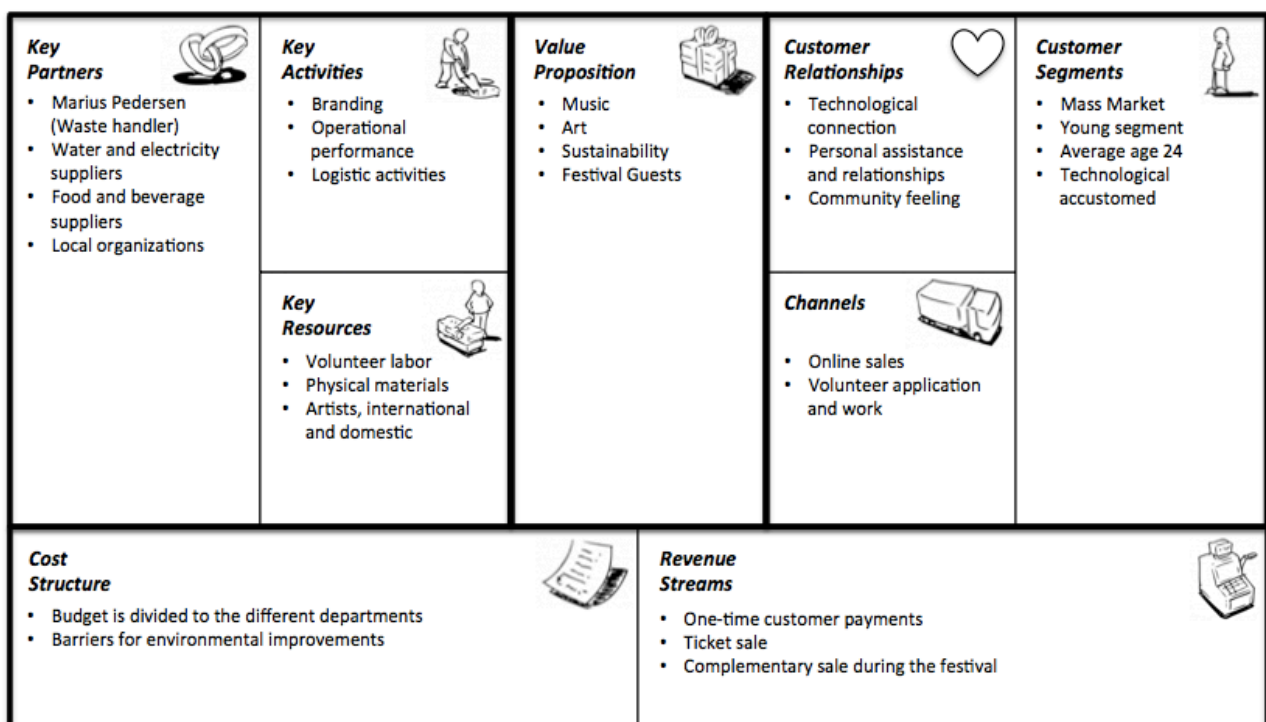 Key
Partners
• Marius Pedersen
(Waste handler)
• Water and electricity
suppliers
• Food and beverage
suppliers
• Local organizations
Key
Activities
• Branding
• Operational
performance
• Logistic activities
Key
Resources
• Volunteer labor
• Physical materials
• Artists, international
and domestic
Value
Proposition
• Music
• Art
• Sustainability
• Festival Guests
Customer
Relationships
• Technological
connection
• Personal assistance
and relationships
• Community feeling
Channels
• Online sales
• Volunteer application
and work
Customer
Segments
• Mass Market
• Young segment
• Average age 24
• Technological
accustomed
Cost
Structure
• Budget is divided to the different departments
• Barriers for environmental improvements
Revenue
Streams
• One-time customer payments
• Ticket sale
• Complementary sale during the festival